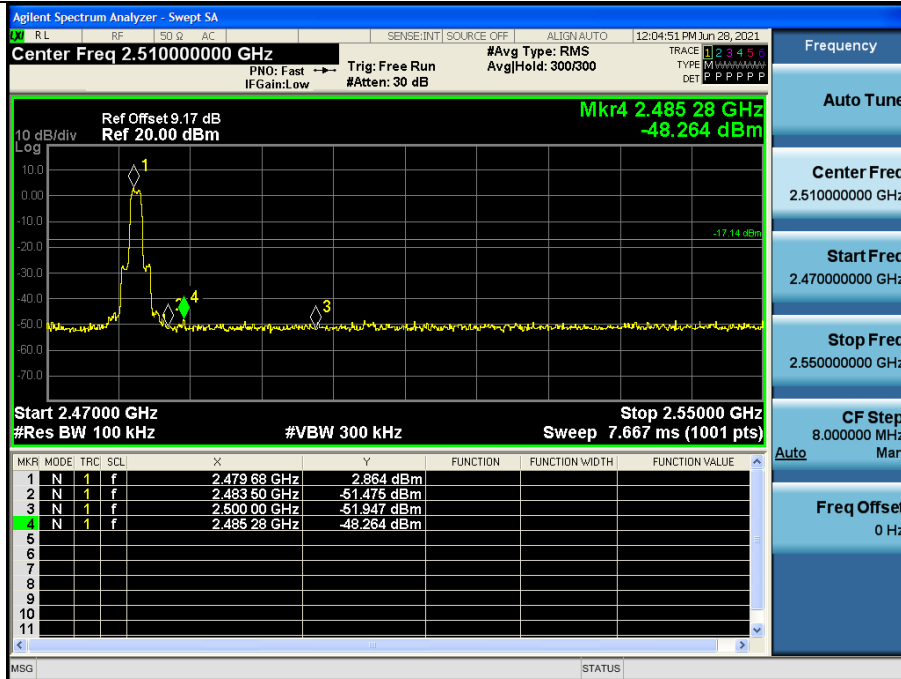 Agilent Spectrum Analyzer - Swept SA
LXI RL RF 50 Ω AC SENSE:INT SOURCE OFF ALIGN AUTO 12:04:51 PM Jun 28, 2021
Center Freq 2.510000000 GHz
PNO: Fast
IFGain:Low
Trig: Free Run
#Atten: 30 dB
#Avg Type: RMS
Avg|Hold: 300/300
TRACE 1 2 3 4 5 6
TYPE M WWWWW
DET P P P P P P
Mkr4 2.485 28 GHz
-48.264 dBm
Ref Offset 9.17 dB
10 dB/div Ref 20.00 dBm
Log
10.0
0.00
-10.0
-20.0
-30.0
-40.0
-50.0
-60.0
-70.0
1
4
3
-17.14 dBm
Start 2.47000 GHz Stop 2.55000 GHz
#Res BW 100 kHz #VBW 300 kHz Sweep 7.667 ms (1001 pts)
MKR MODE TRC SCL X Y FUNCTION FUNCTION WIDTH FUNCTION VALUE
1 N 1 f 2.479 68 GHz 2.864 dBm
2 N 1 f 2.483 50 GHz -51.475 dBm
3 N 1 f 2.500 00 GHz -51.947 dBm
4 N 1 f 2.485 28 GHz -48.264 dBm
5
6
7
8
9
10
11
MSG STATUS
Frequency
Auto Tune
Center Freq
2.510000000 GHz
Start Freq
2.470000000 GHz
Stop Freq
2.550000000 GHz
CF Step
8.000000 MHz
Auto Man
Freq Offset
0 Hz